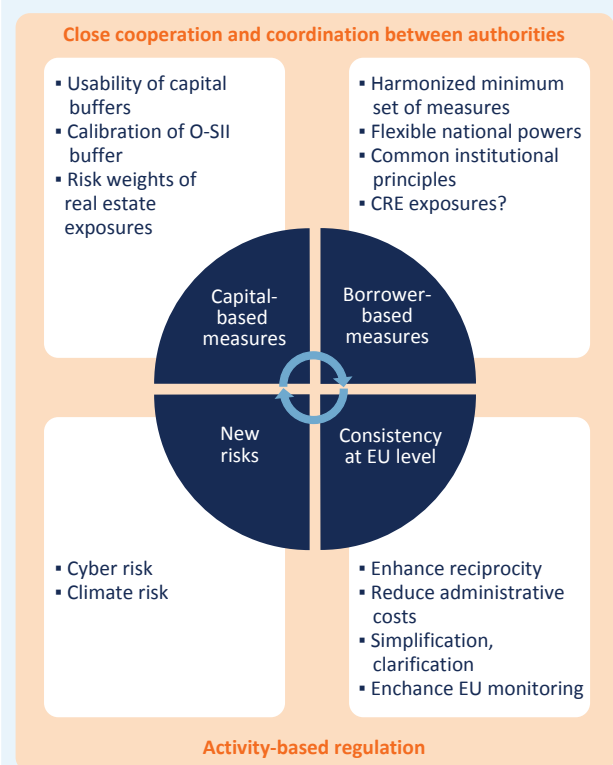 Close cooperation and coordination between authorities
▪ Usability of capital
buffers
▪ Calibration of O-SII
buffer
▪ Risk weights of
real estate
exposures
▪ Harmonized minimum
set of measures
▪ Flexible national powers
▪ Common institutional
principles
▪ CRE exposures?
Capital-
based
measures
Borrower-
based
measures
New
risks
Consistency
at EU level
▪ Cyber risk
▪ Climate risk
▪ Enhance reciprocity
▪ Reduce administrative
costs
▪ Simplification,
clarification
▪ Enchance EU monitoring
Activity-based regulation